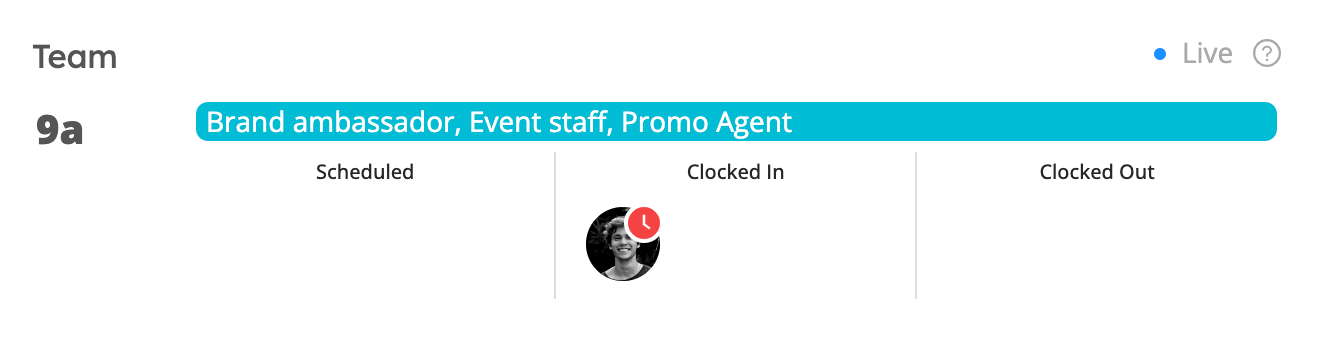 Team
Live ?
9a
Brand ambassador, Event staff, Promo Agent
Scheduled
Clocked In
Clocked Out